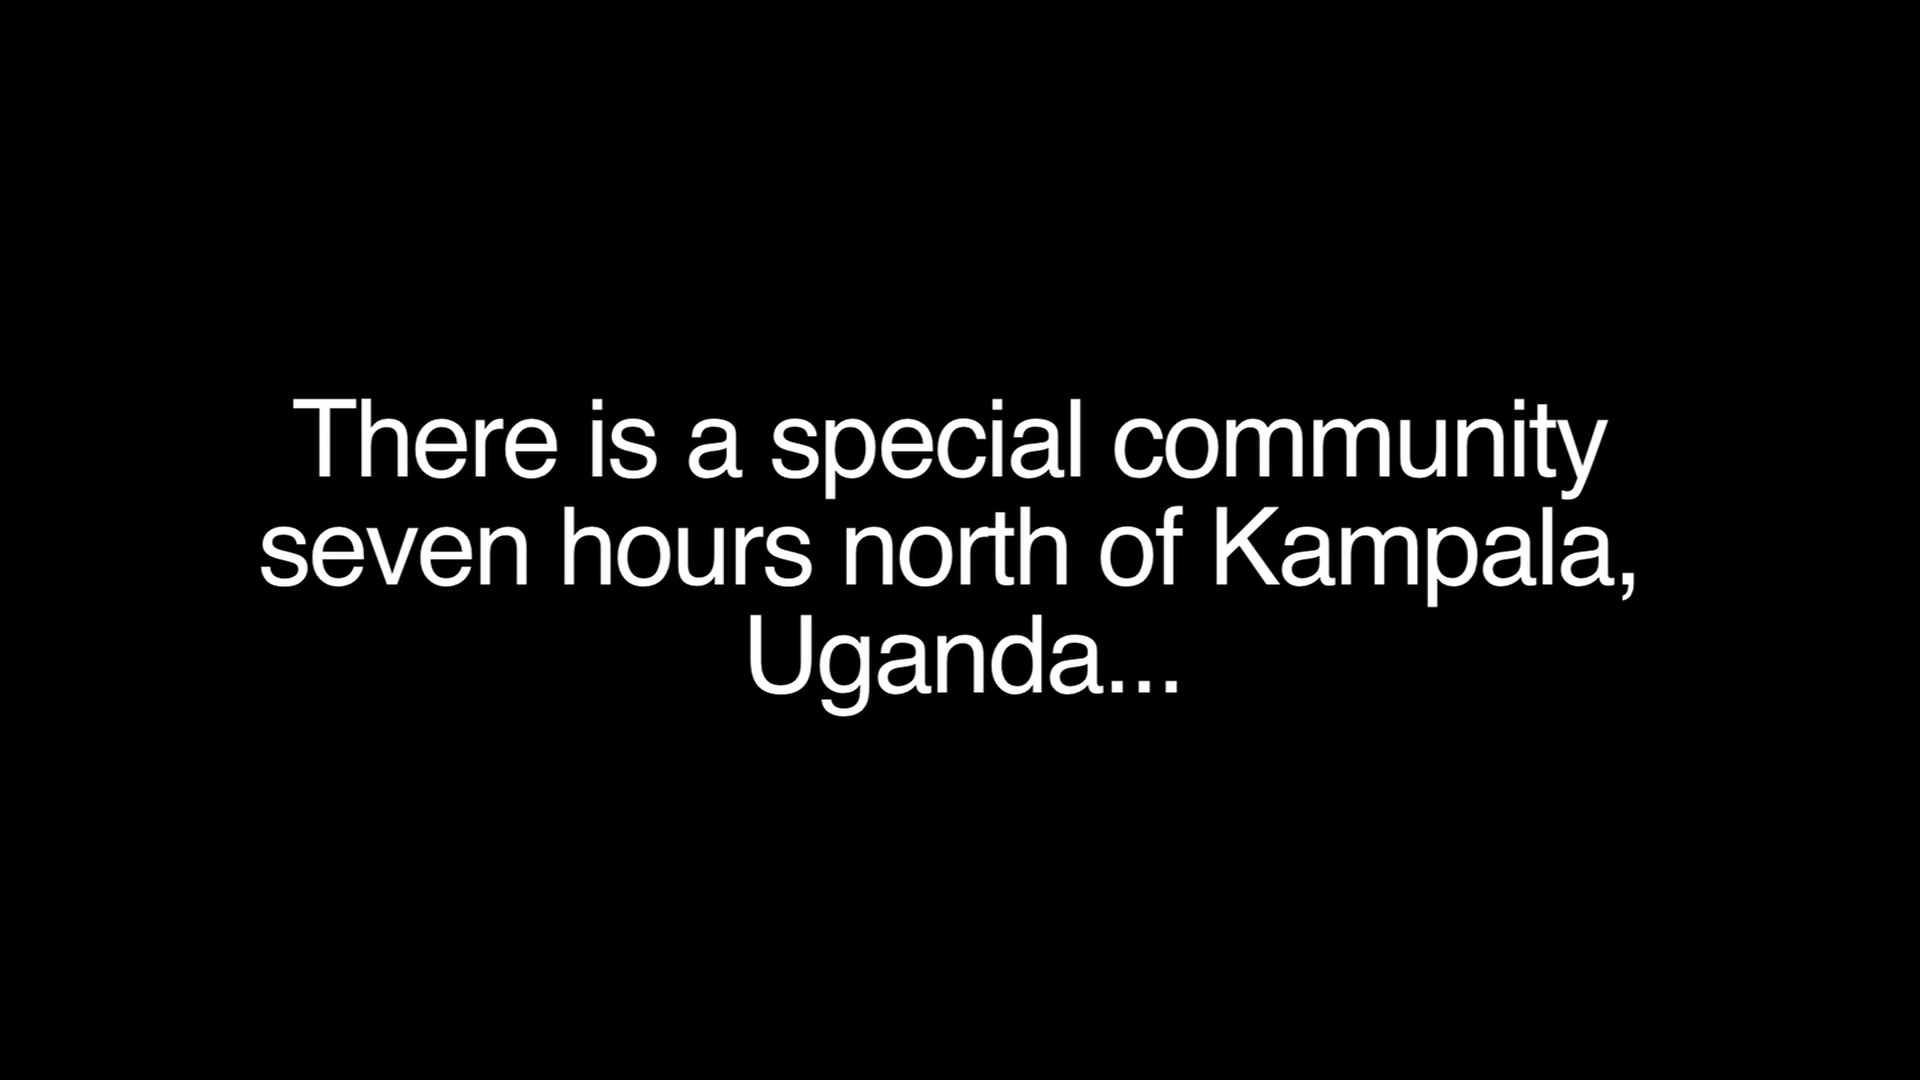 There is a special community
seven hours north of Kampala,
Uganda...